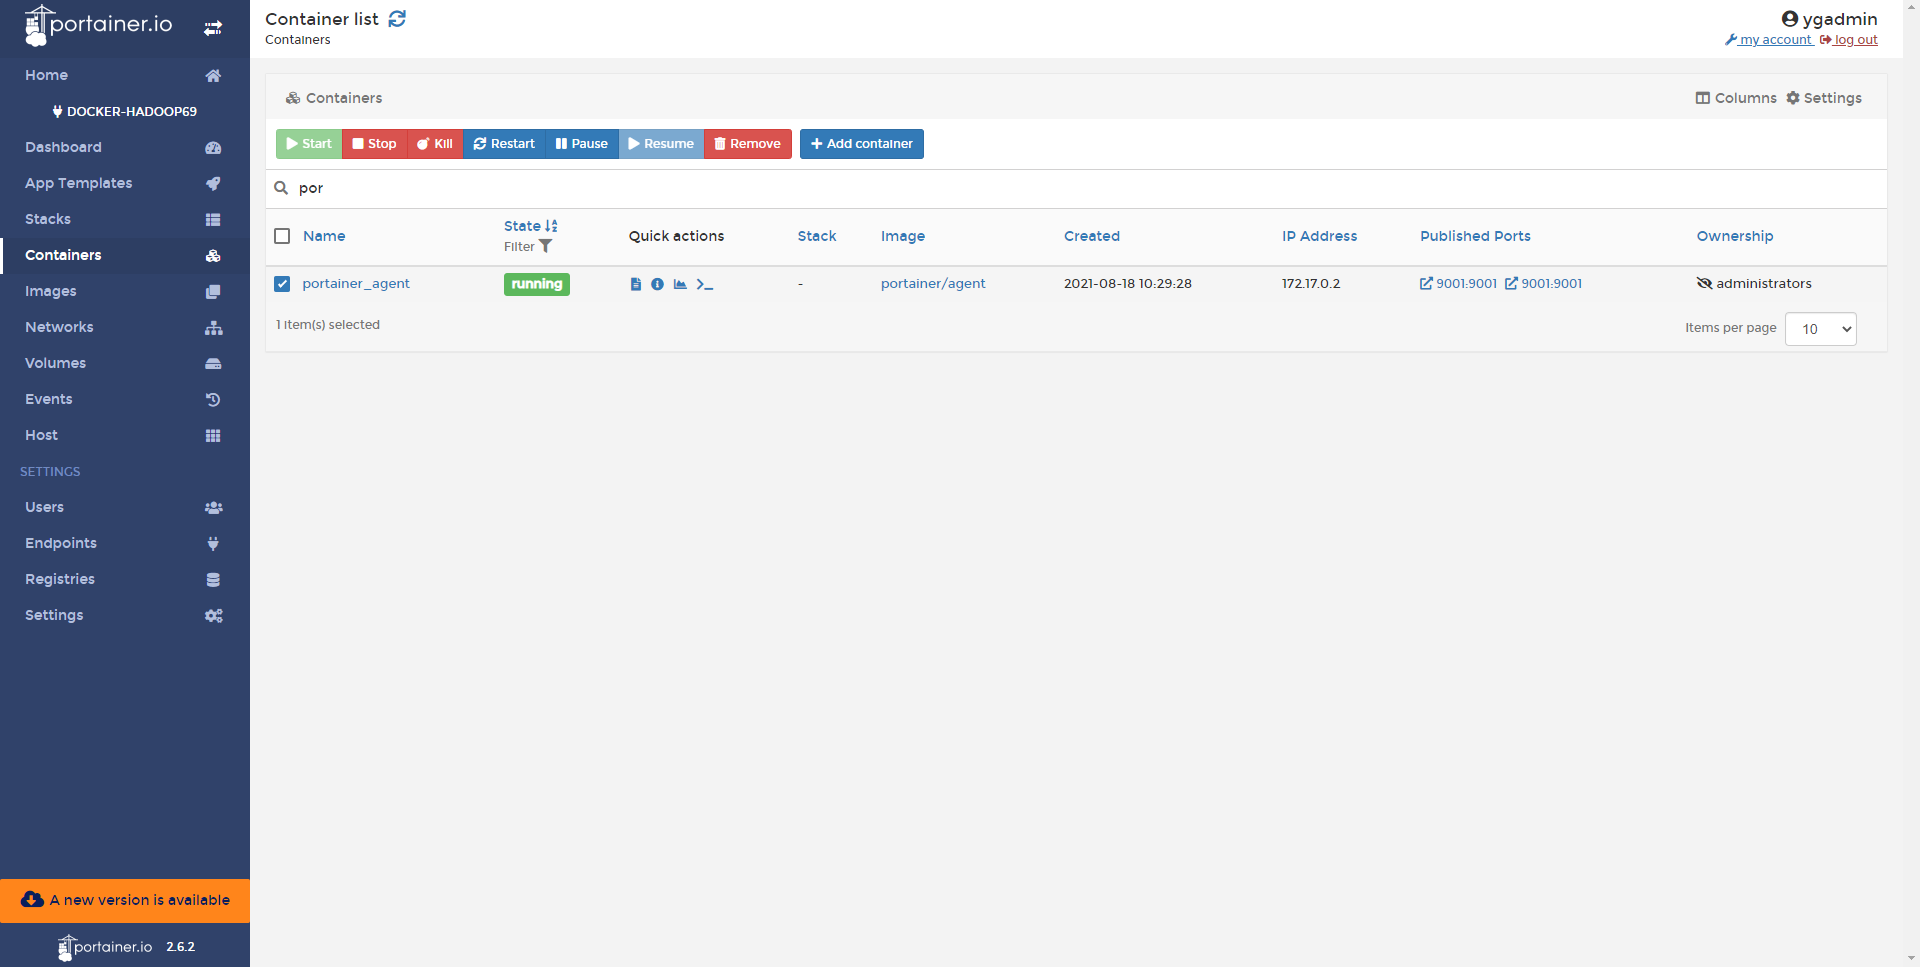 portainer.io
Home
DOCKER-HADOOP69
Dashboard
App Templates
Stacks
Containers
Images
Networks
Volumes
Events
Host
SETTINGS
Users
Endpoints
Registries
Settings
A new version is available
portainer.io 2.6.2
Container list
Containers
ygadmin
my account log out
Containers
Columns Settings
Start Stop Kill Restart Pause Resume Remove Add container
por
Name State Filter Quick actions Stack Image Created IP Address Published Ports Ownership
portainer_agent running - portainer/agent 2021-08-18 10:29:28 172.17.0.2 9001:9001 9001:9001 administrators
1 item(s) selected
Items per page 10